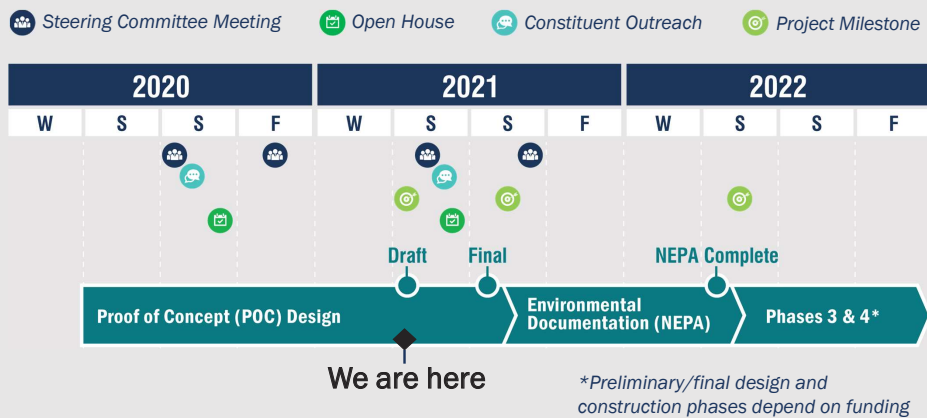 Steering Committee Meeting Open House Constituent Outreach Project Milestone
2020 2021 2022
W S S F W S S F W S S F
Draft Final NEPA Complete
Proof of Concept (POC) Design
Environmental
Documentation (NEPA)
Phases 3 & 4*
We are here
*Preliminary/final design and
construction phases depend on funding